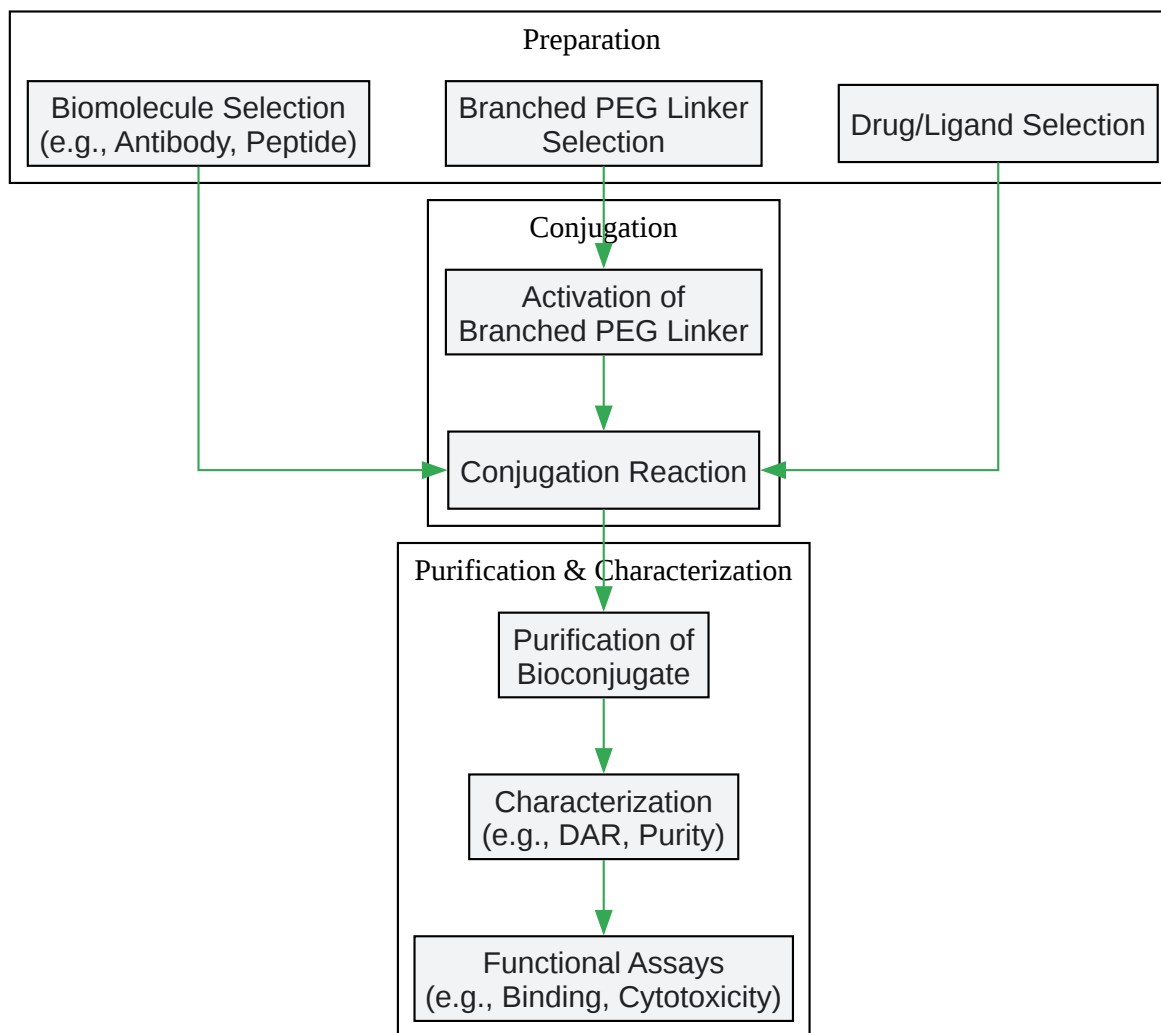 Preparation
Biomolecule Selection
(e.g., Antibody, Peptide)
Branched PEG Linker
Selection
Drug/Ligand Selection
Conjugation
Activation of
Branched PEG Linker
Conjugation Reaction
Purification & Characterization
Purification of
Bioconjugate
Characterization
(e.g., DAR, Purity)
Functional Assays
(e.g., Binding, Cytotoxicity)